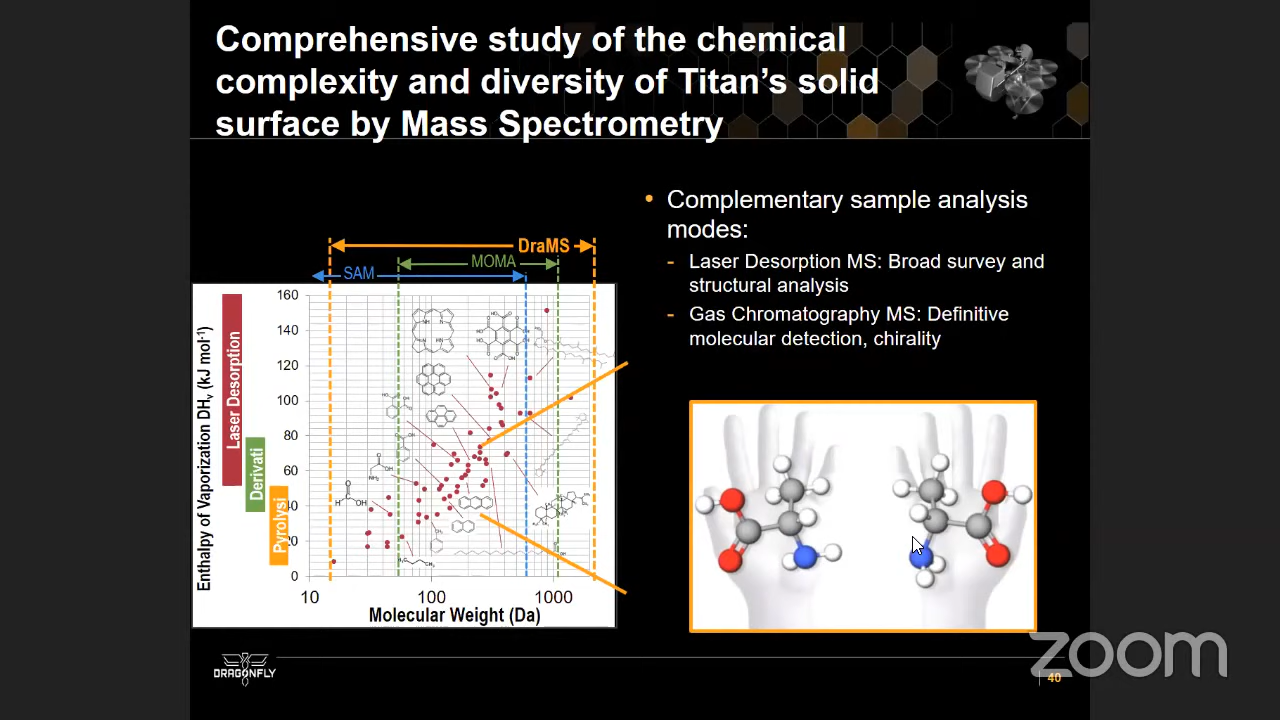 Comprehensive study of the chemical
complexity and diversity of Titan's solid
surface by Mass Spectrometry
• Complementary sample analysis
modes:
- Laser Desorption MS: Broad survey and
structural analysis
- Gas Chromatography MS: Definitive
molecular detection, chirality
DraMS
MOMA
SAM
Enthalpy of Vaporization DHv (kJ mol-1)
Laser Desorption
Derivati
Pyrolysi
160
140
120
100
80
60
40
20
0
10 100 1000
Molecular Weight (Da)
DRAGONFLY
zoom
40